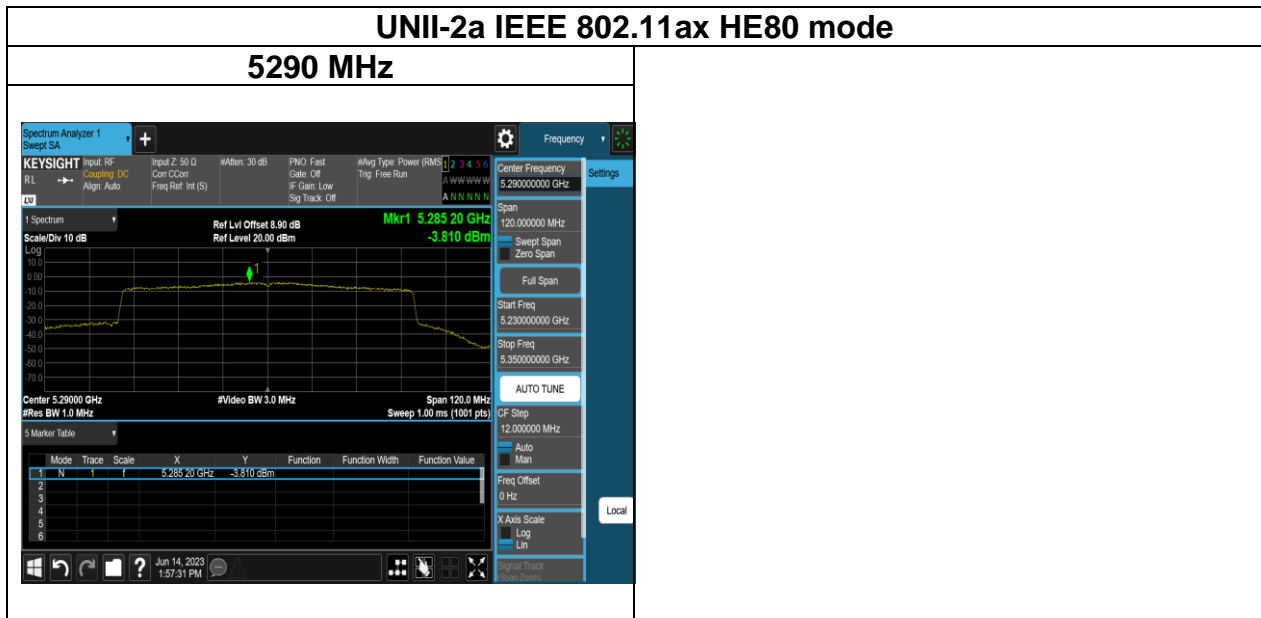 UNII-2a IEEE 802.11ax HE80 mode
5290 MHz
Spectrum Analyzer 1
Swept SA
+
Frequency
KEYSIGHT
RL
LXI
Input: RF
Coupling: DC
Align: Auto
Input Z: 50 Ω
Corr CCorr
Freq Ref: Int (S)
#Atten: 30 dB
PNO: Fast
Gate: Off
IF Gain: Low
Sig Track: Off
#Avg Type: Power (RMS
Trig: Free Run
1 2 3 4 5 6
A W W W W W
A N N N N N
1 Spectrum
Scale/Div 10 dB
Ref Lvl Offset 8.90 dB
Ref Level 20.00 dBm
Mkr1 5.285 20 GHz
-3.810 dBm
Log
10.0
0.00
-10.0
-20.0
-30.0
-40.0
-50.0
-60.0
-70.0
1
Center 5.29000 GHz
#Res BW 1.0 MHz
#Video BW 3.0 MHz
Span 120.0 MHz
Sweep 1.00 ms (1001 pts)
5 Marker Table
Mode Trace Scale X Y Function Function Width Function Value
1 N 1 f 5.285 20 GHz -3.810 dBm
2
3
4
5
6
?
Jun 14, 2023
1:57:31 PM
Center Frequency
5.290000000 GHz
Span
120.000000 MHz
Swept Span
Zero Span
Full Span
Start Freq
5.230000000 GHz
Stop Freq
5.350000000 GHz
AUTO TUNE
CF Step
12.000000 MHz
Auto
Man
Freq Offset
0 Hz
X Axis Scale
Log
Lin
Signal Track
(Span Zoom)
Settings
Local